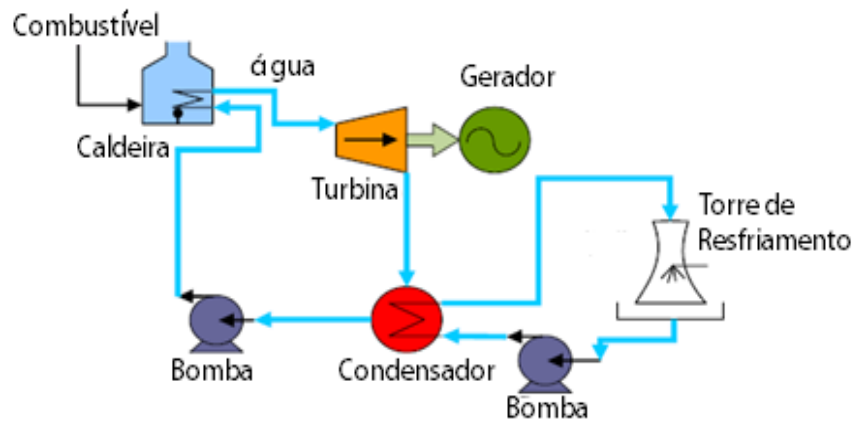 Combustível
água
Gerador
Caldeira
Turbina
Torre de
Resfriamento
Bomba
Condensador
Bomba